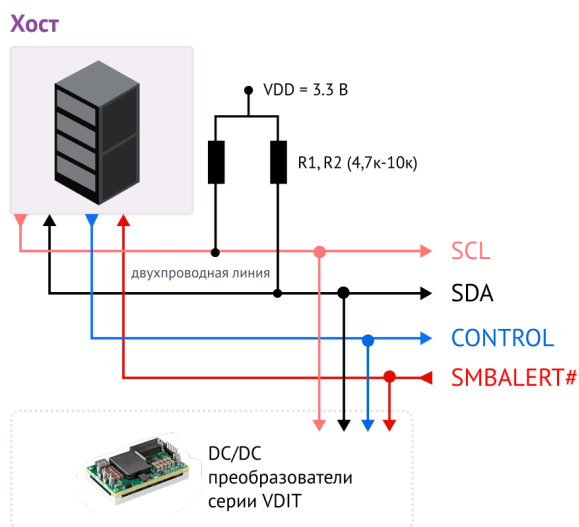 Хост
VDD = 3.3 В
R1, R2 (4,7к-10к)
SCL
двухпроводная линия
SDA
CONTROL
SMBALERT#
DC/DC
преобразователи
серии VDIT